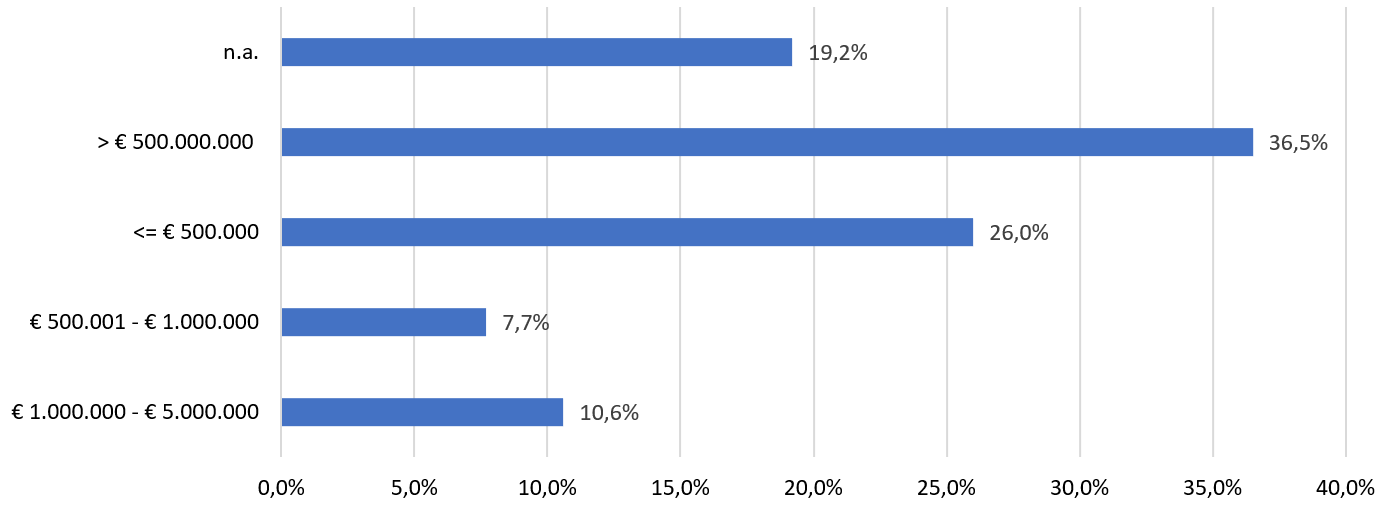 n.a.
19,2%
> € 500.000.000
36,5%
<= € 500.000
26,0%
€ 500.001 - € 1.000.000
7,7%
€ 1.000.000 - € 5.000.000
10,6%
0,0% 5,0% 10,0% 15,0% 20,0% 25,0% 30,0% 35,0% 40,0%